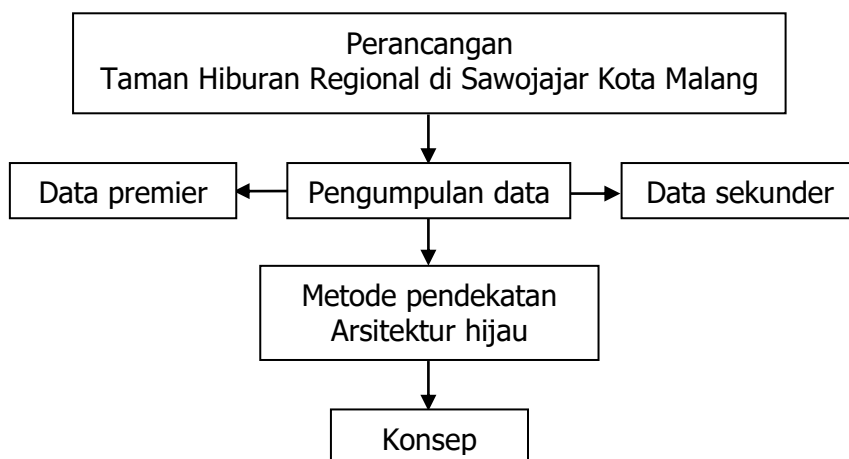 Perancangan
Taman Hiburan Regional di Sawojajar Kota Malang
Data premier
Pengumpulan data
Data sekunder
Metode pendekatan
Arsitektur hijau
Konsep